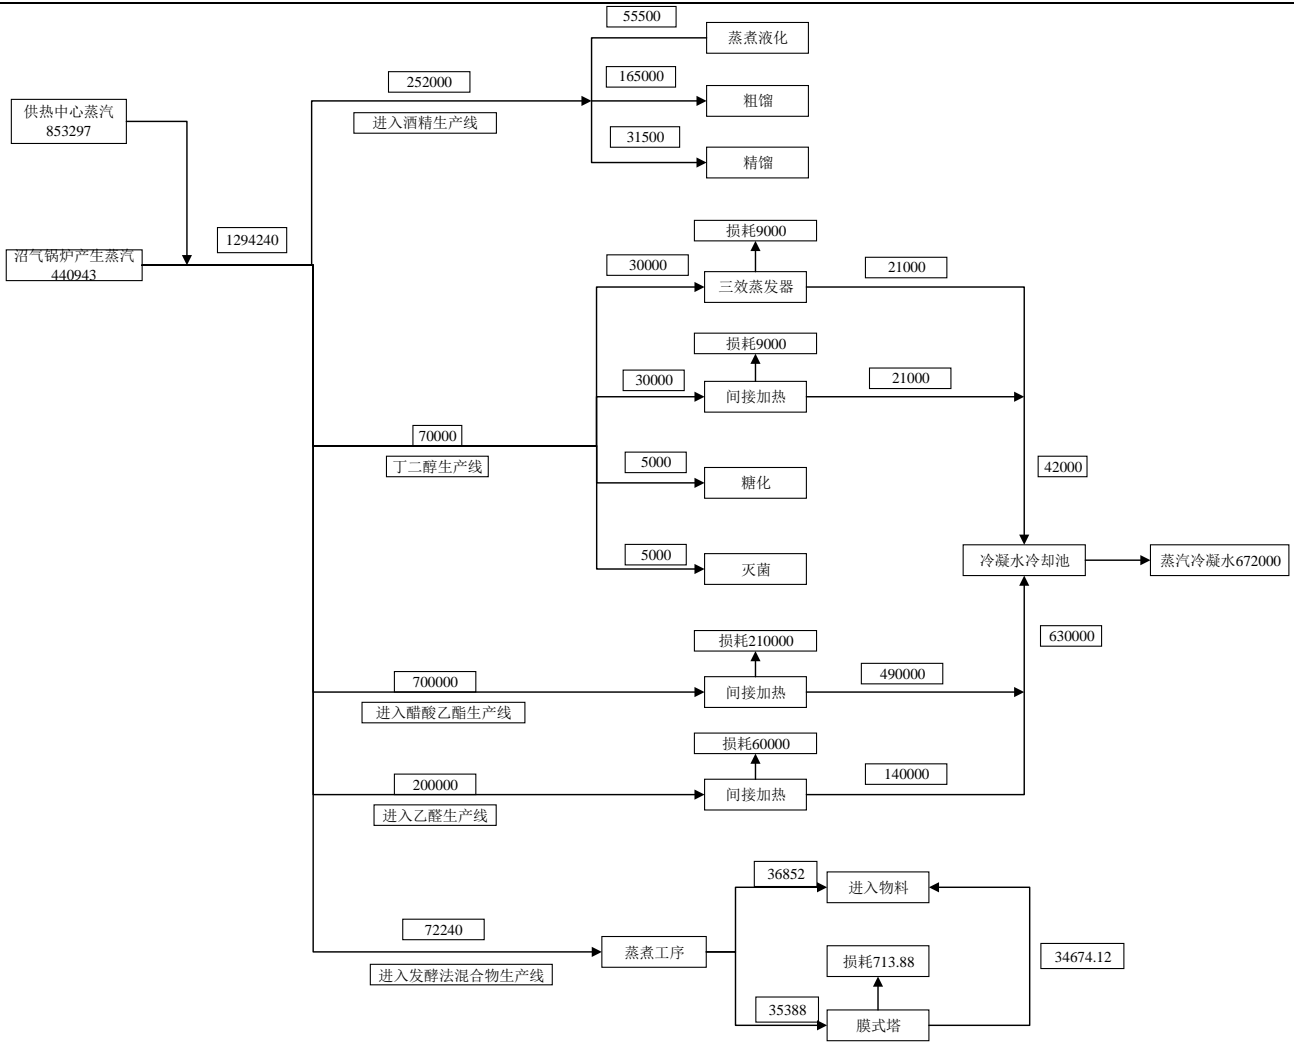 55500
蒸煮液化
252000
165000
粗馏
供热中心蒸汽
853297
进入酒精生产线
31500
精馏
1294240
沼气锅炉产生蒸汽
440943
损耗9000
30000
三效蒸发器
21000
损耗9000
30000
间接加热
21000
70000
丁二醇生产线
5000
糖化
42000
5000
灭菌
冷凝水冷却池
蒸汽冷凝水672000
损耗210000
630000
700000
间接加热
490000
进入醋酸乙酯生产线
损耗60000
200000
间接加热
140000
进入乙醛生产线
36852
进入物料
72240
蒸煮工序
进入发酵法混合物生产线
损耗713.88
34674.12
35388
膜式塔